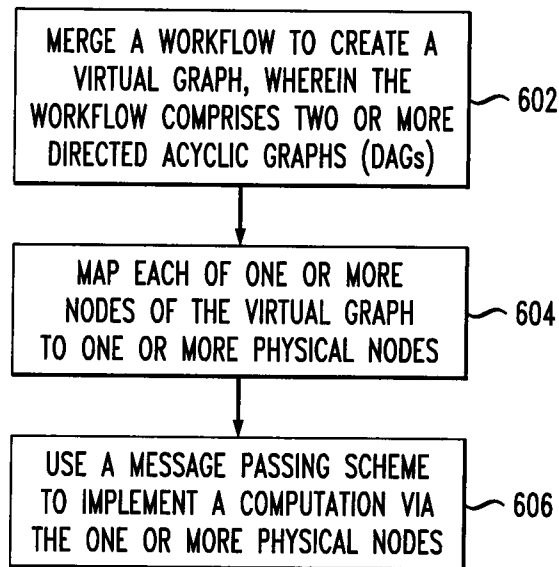 MERGE A WORKFLOW TO CREATE A
VIRTUAL GRAPH, WHEREIN THE
WORKFLOW COMPRISES TWO OR MORE
DIRECTED ACYCLIC GRAPHS (DAGs)
602
MAP EACH OF ONE OR MORE
NODES OF THE VIRTUAL GRAPH
TO ONE OR MORE PHYSICAL NODES
604
USE A MESSAGE PASSING SCHEME
TO IMPLEMENT A COMPUTATION VIA
THE ONE OR MORE PHYSICAL NODES
606